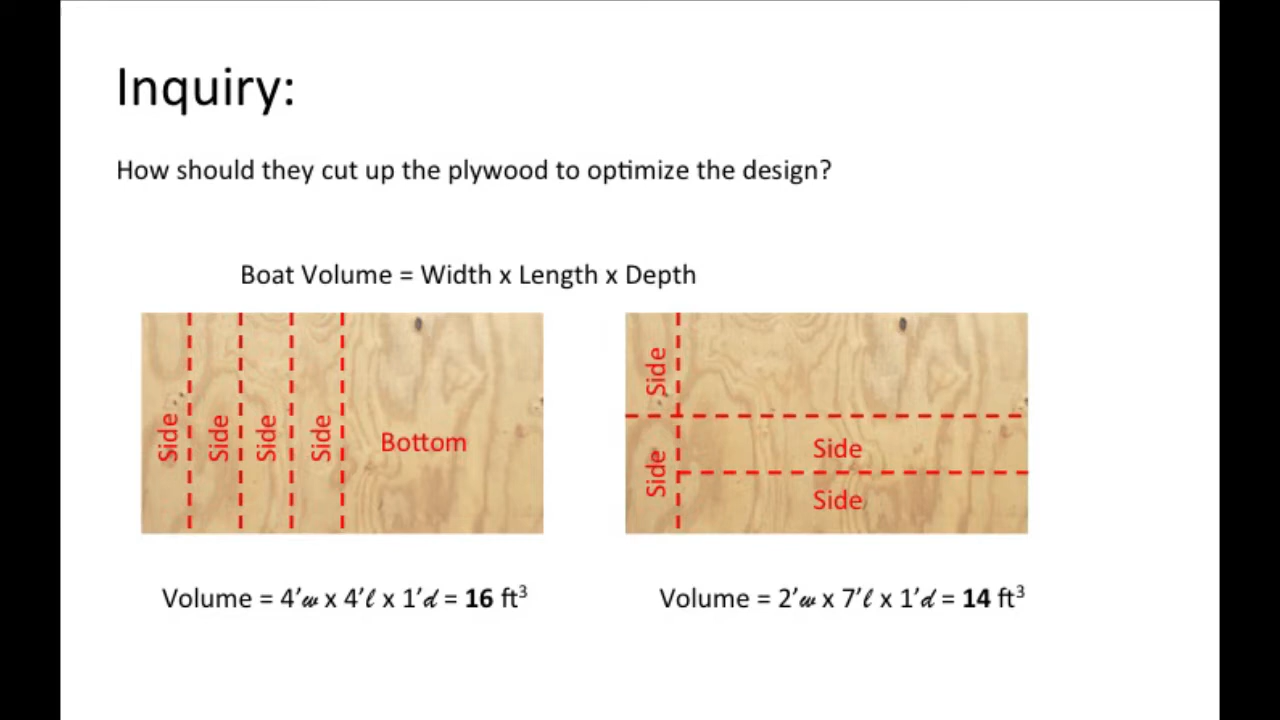 Inquiry:
How should they cut up the plywood to optimize the design?
Boat Volume = Width x Length x Depth
Side
Side
Side
Side
Bottom
Side
Side
Side
Side
Volume = 4’w x 4’l x 1’d = 16 ft³
Volume = 2’w x 7’l x 1’d = 14 ft³